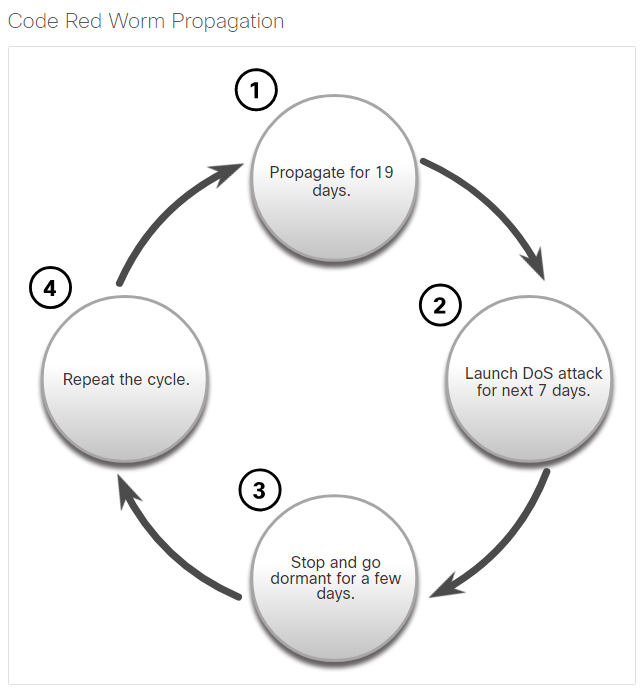 Code Red Worm Propagation
1
Propagate for 19
days.
2
Launch DoS attack
for next 7 days.
3
Stop and go
dormant for a few
days.
4
Repeat the cycle.